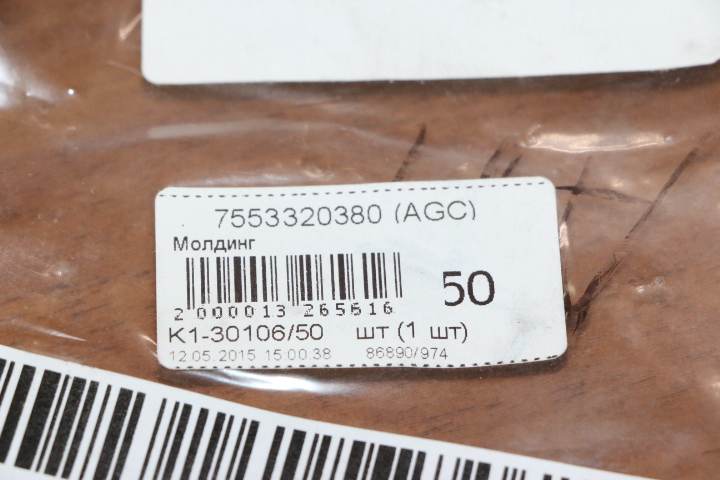 7553320380 (AGC)
Молдинг
50
2 000013 265616
K1-30106/50 шт (1 шт)
12.05.2015 15:00:38 86890/974